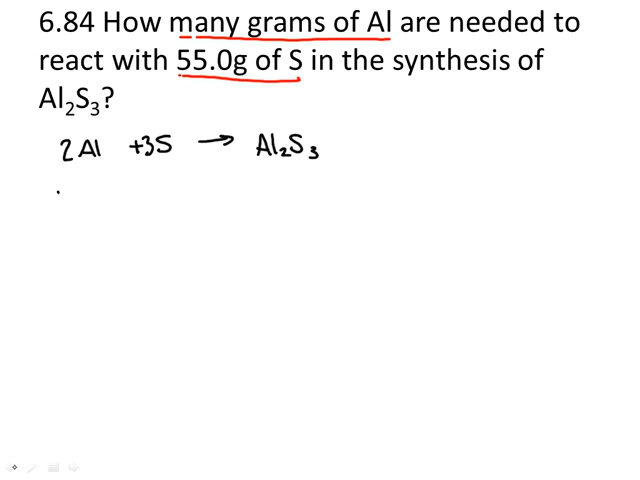 6.84 How many grams of Al are needed to
react with 55.0g of S in the synthesis of
Al₂S₃?
2Al +3S → Al₂S₃